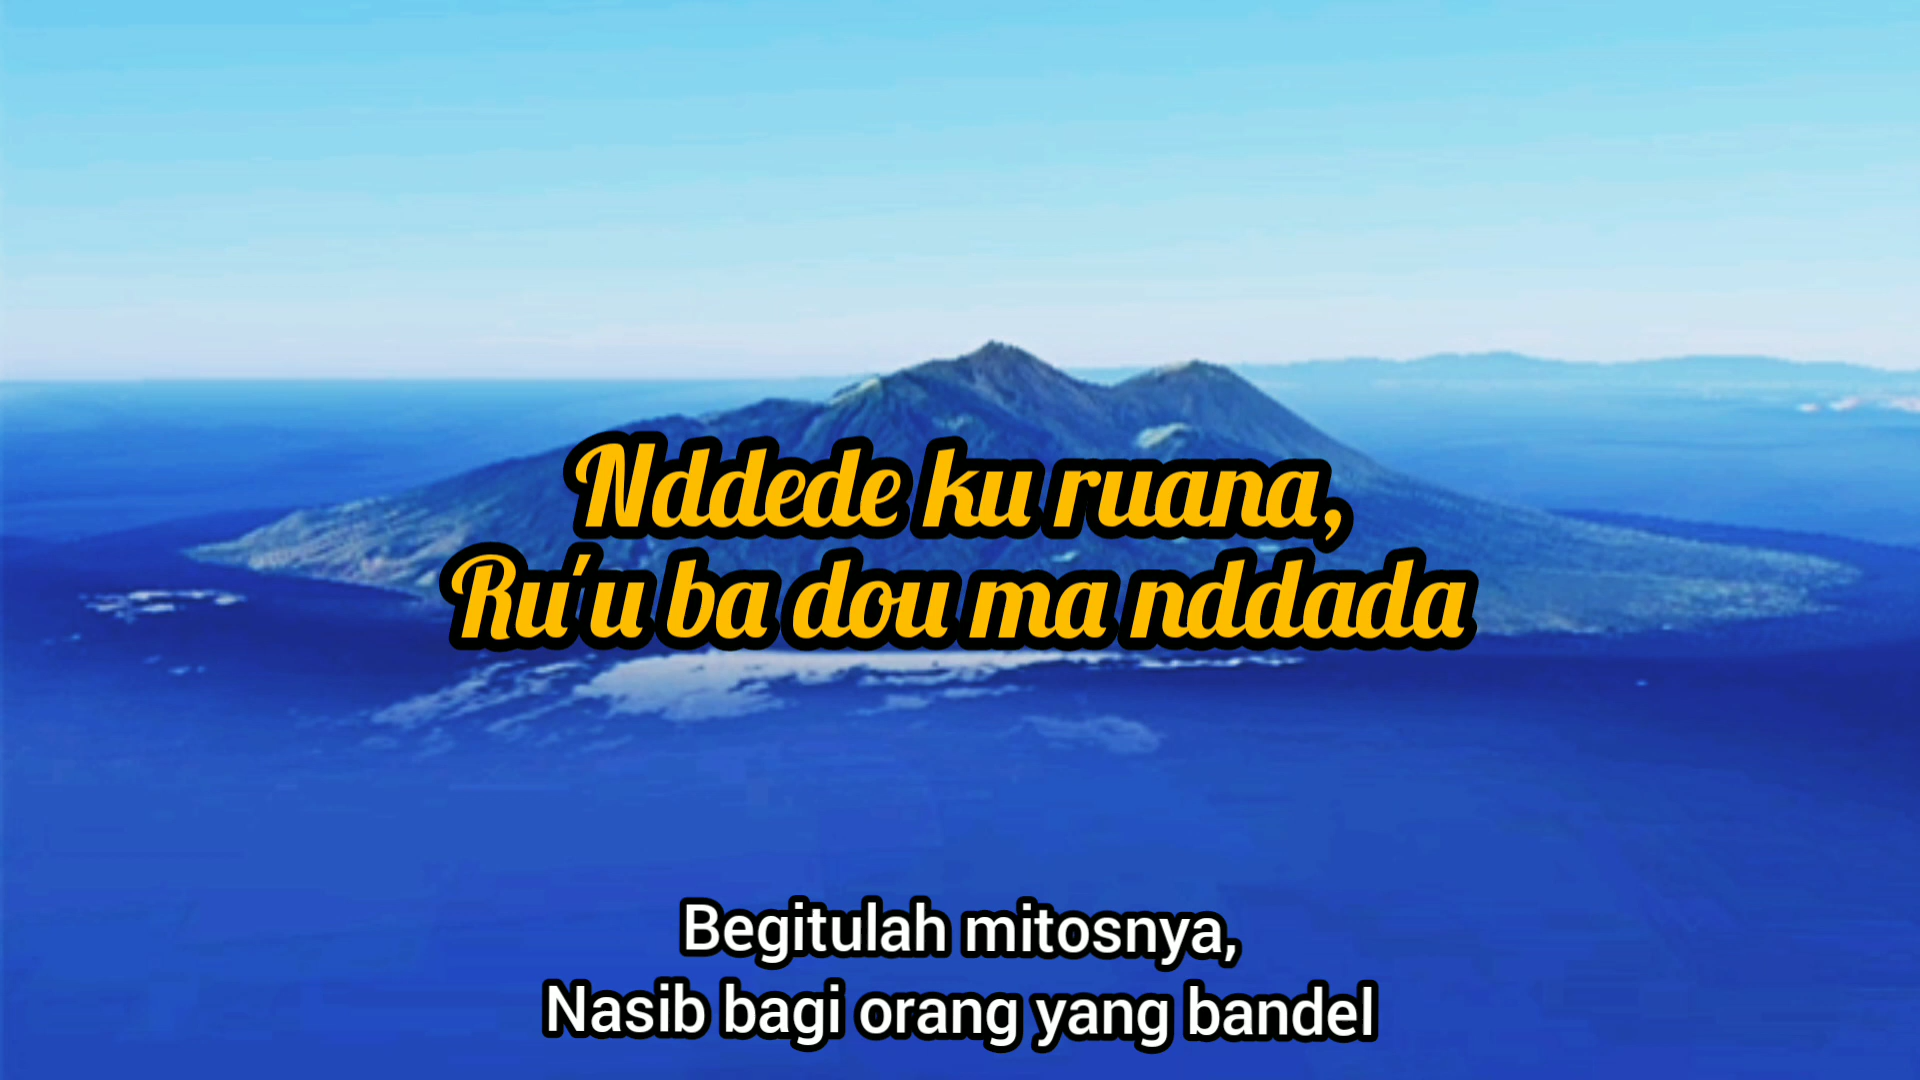 Nddede ku ruana,
Ru'u ba dou ma nddada
Begitulah mitosnya,
Nasib bagi orang yang bandel